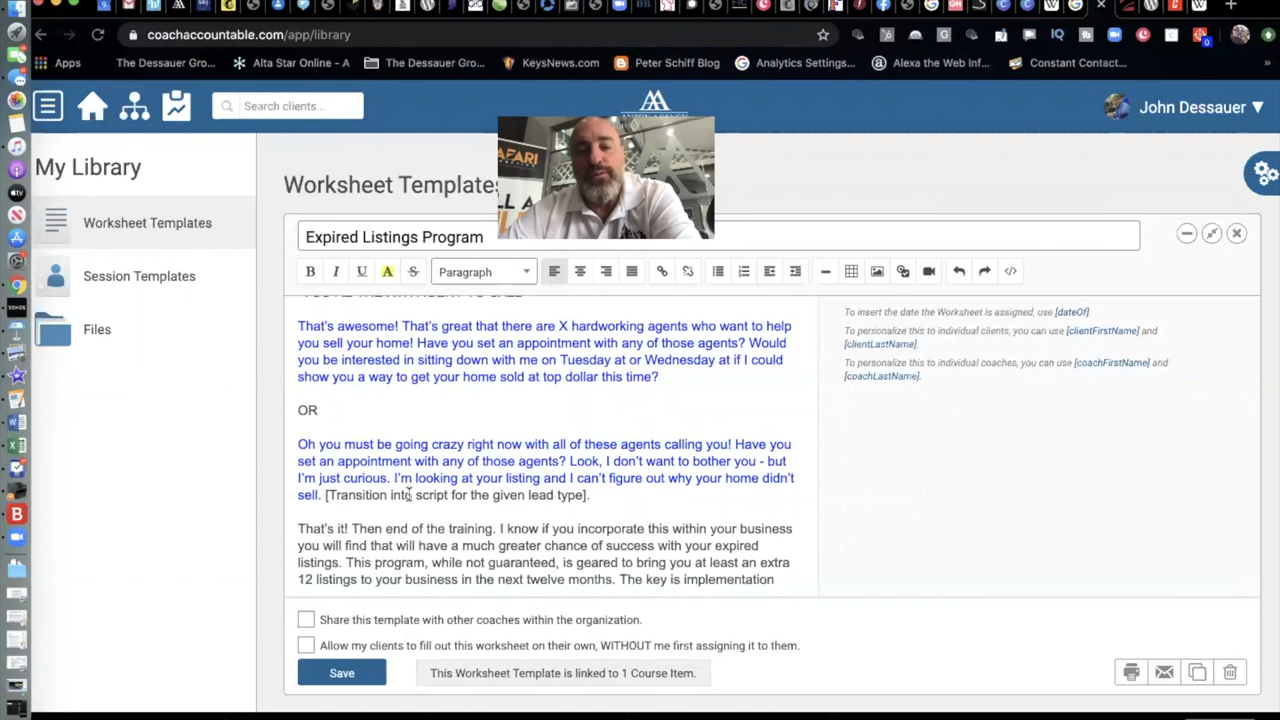 coachaccountable.com/app/library
Apps
The Dessauer Gro...
Alta Star Online - A
The Dessauer Gro...
KeysNews.com
Peter Schiff Blog
Analytics Settings...
Alexa the Web Inf...
Constant Contact...
»
Search clients...
John Dessauer ▼
My Library
Worksheet Templates
Session Templates
Files
Worksheet Templates
Expired Listings Program
B I U A S
Paragraph
That's awesome! That's great that there are X hardworking agents who want to help
you sell your home! Have you set an appointment with any of those agents? Would
you be interested in sitting down with me on Tuesday at or Wednesday at if I could
show you a way to get your home sold at top dollar this time?
OR
Oh you must be going crazy right now with all of these agents calling you! Have you
set an appointment with any of those agents? Look, I don't want to bother you - but
I'm just curious. I'm looking at your listing and I can't figure out why your home didn't
sell. [Transition into script for the given lead type].
That's it! Then end of the training. I know if you incorporate this within your business
you will find that will have a much greater chance of success with your expired
listings. This program, while not guaranteed, is geared to bring you at least an extra
12 listings to your business in the next twelve months. The key is implementation
To insert the date the Worksheet is assigned, use [dateOf].
To personalize this to individual clients, you can use [clientFirstName] and
[clientLastName].
To personalize this to individual coaches, you can use [coachFirstName] and
[coachLastName].
Share this template with other coaches within the organization.
Allow my clients to fill out this worksheet on their own, WITHOUT me first assigning it to them.
Save
This Worksheet Template is linked to 1 Course Item.